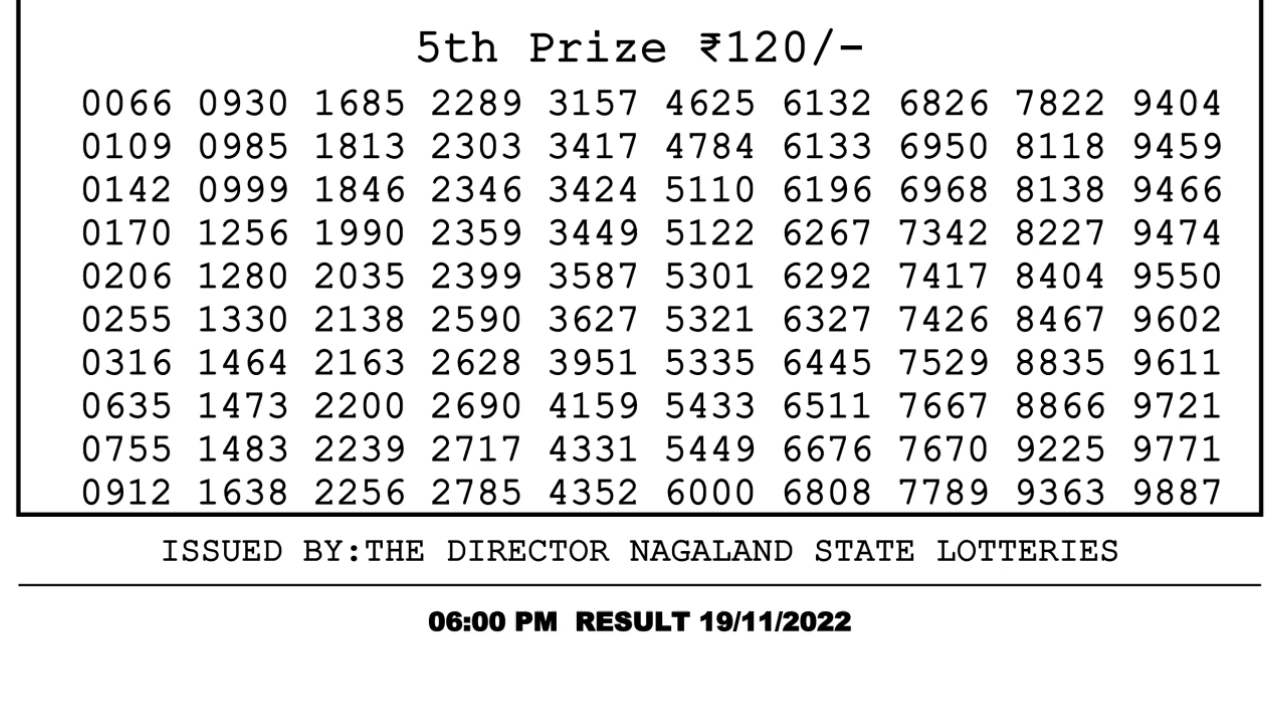 5th Prize ₹120/-
0066 0930 1685 2289 3157 4625 6132 6826 7822 9404
0109 0985 1813 2303 3417 4784 6133 6950 8118 9459
0142 0999 1846 2346 3424 5110 6196 6968 8138 9466
0170 1256 1990 2359 3449 5122 6267 7342 8227 9474
0206 1280 2035 2399 3587 5301 6292 7417 8404 9550
0255 1330 2138 2590 3627 5321 6327 7426 8467 9602
0316 1464 2163 2628 3951 5335 6445 7529 8835 9611
0635 1473 2200 2690 4159 5433 6511 7667 8866 9721
0755 1483 2239 2717 4331 5449 6676 7670 9225 9771
0912 1638 2256 2785 4352 6000 6808 7789 9363 9887
ISSUED BY:THE DIRECTOR NAGALAND STATE LOTTERIES
06:00 PM RESULT 19/11/2022